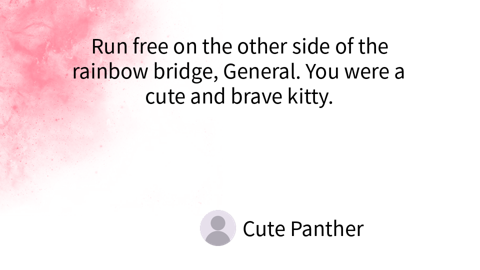 Run free on the other side of the
rainbow bridge, General. You were a
cute and brave kitty.
Cute Panther